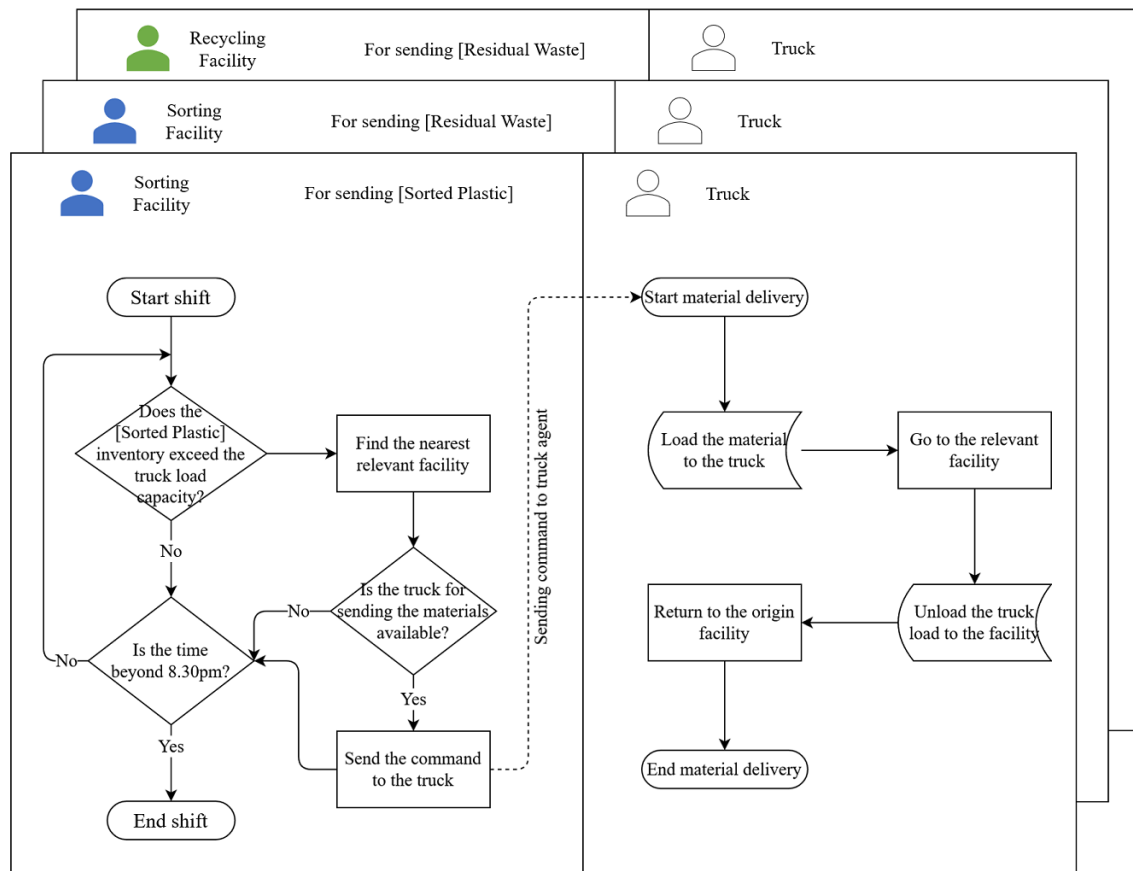 Recycling
Facility
For sending [Residual Waste]
Truck
Sorting
Facility
For sending [Residual Waste]
Truck
Sorting
Facility
For sending [Sorted Plastic]
Truck
Start shift
Does the
[Sorted Plastic]
inventory exceed the
truck load
capacity?
No
Find the nearest
relevant facility
Is the truck for
sending the materials
available?
No
Yes
Is the time
beyond 8.30pm?
No
Yes
Send the command
to the truck
End shift
Sending command to truck agent
Start material delivery
Load the material
to the truck
Go to the relevant
facility
Unload the truck
load to the facility
Return to the origin
facility
End material delivery